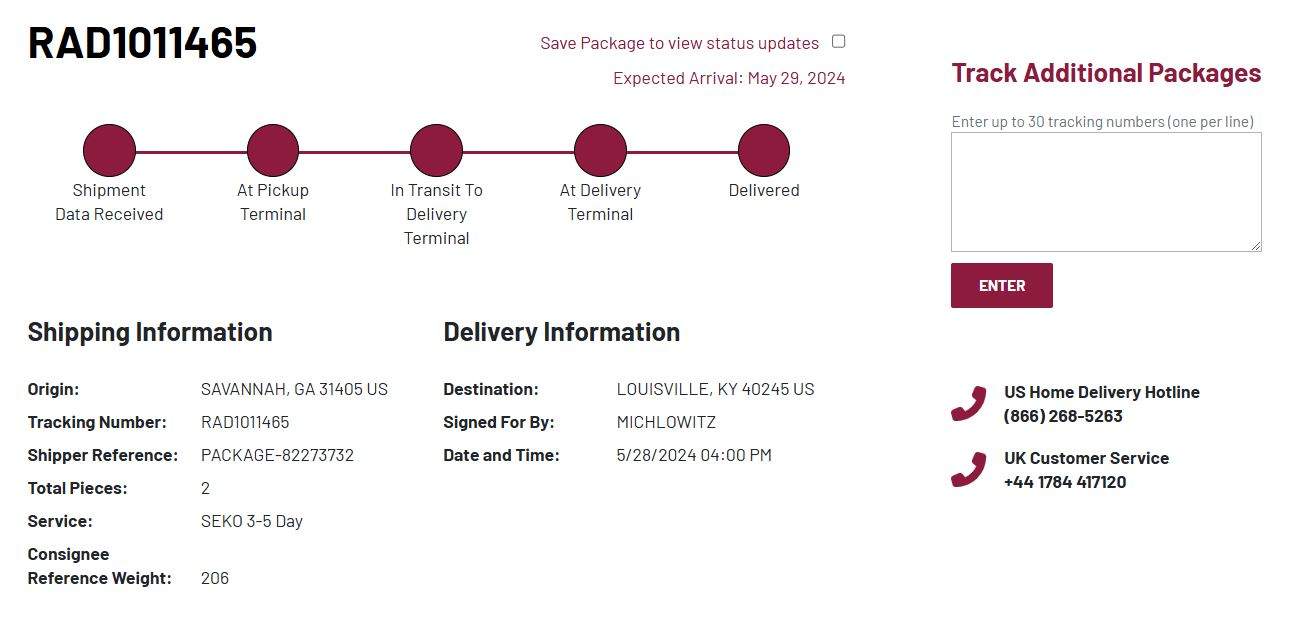 RAD1011465
Save Package to view status updates
Expected Arrival: May 29, 2024
Shipment
Data Received
At Pickup
Terminal
In Transit To
Delivery
Terminal
At Delivery
Terminal
Delivered
Shipping Information
Origin: SAVANNAH, GA 31405 US
Tracking Number: RAD1011465
Shipper Reference: PACKAGE-82273732
Total Pieces: 2
Service: SEKO 3-5 Day
Consignee
Reference Weight: 206
Delivery Information
Destination: LOUISVILLE, KY 40245 US
Signed For By: MICHLOWITZ
Date and Time: 5/28/2024 04:00 PM
Track Additional Packages
Enter up to 30 tracking numbers (one per line)
ENTER
US Home Delivery Hotline
(866) 268-5263
UK Customer Service
+44 1784 417120